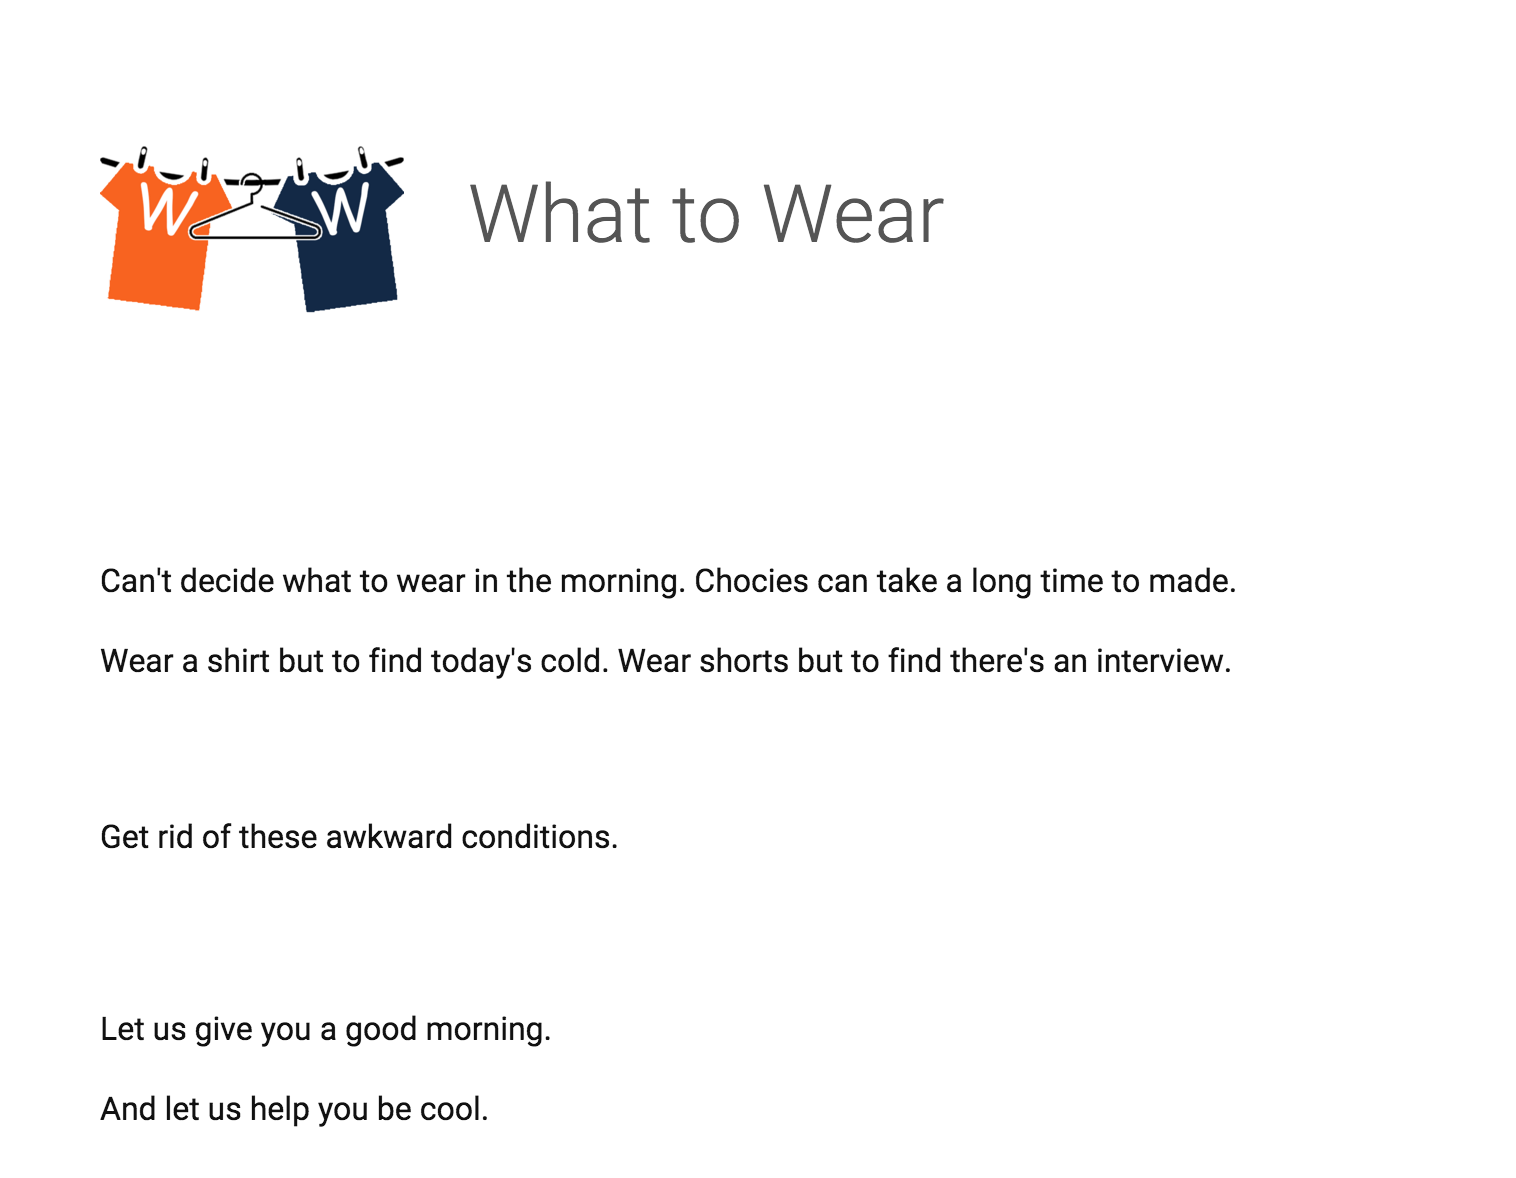 W W What to Wear
Can't decide what to wear in the morning. Chocies can take a long time to made.
Wear a shirt but to find today's cold. Wear shorts but to find there's an interview.
Get rid of these awkward conditions.
Let us give you a good morning.
And let us help you be cool.